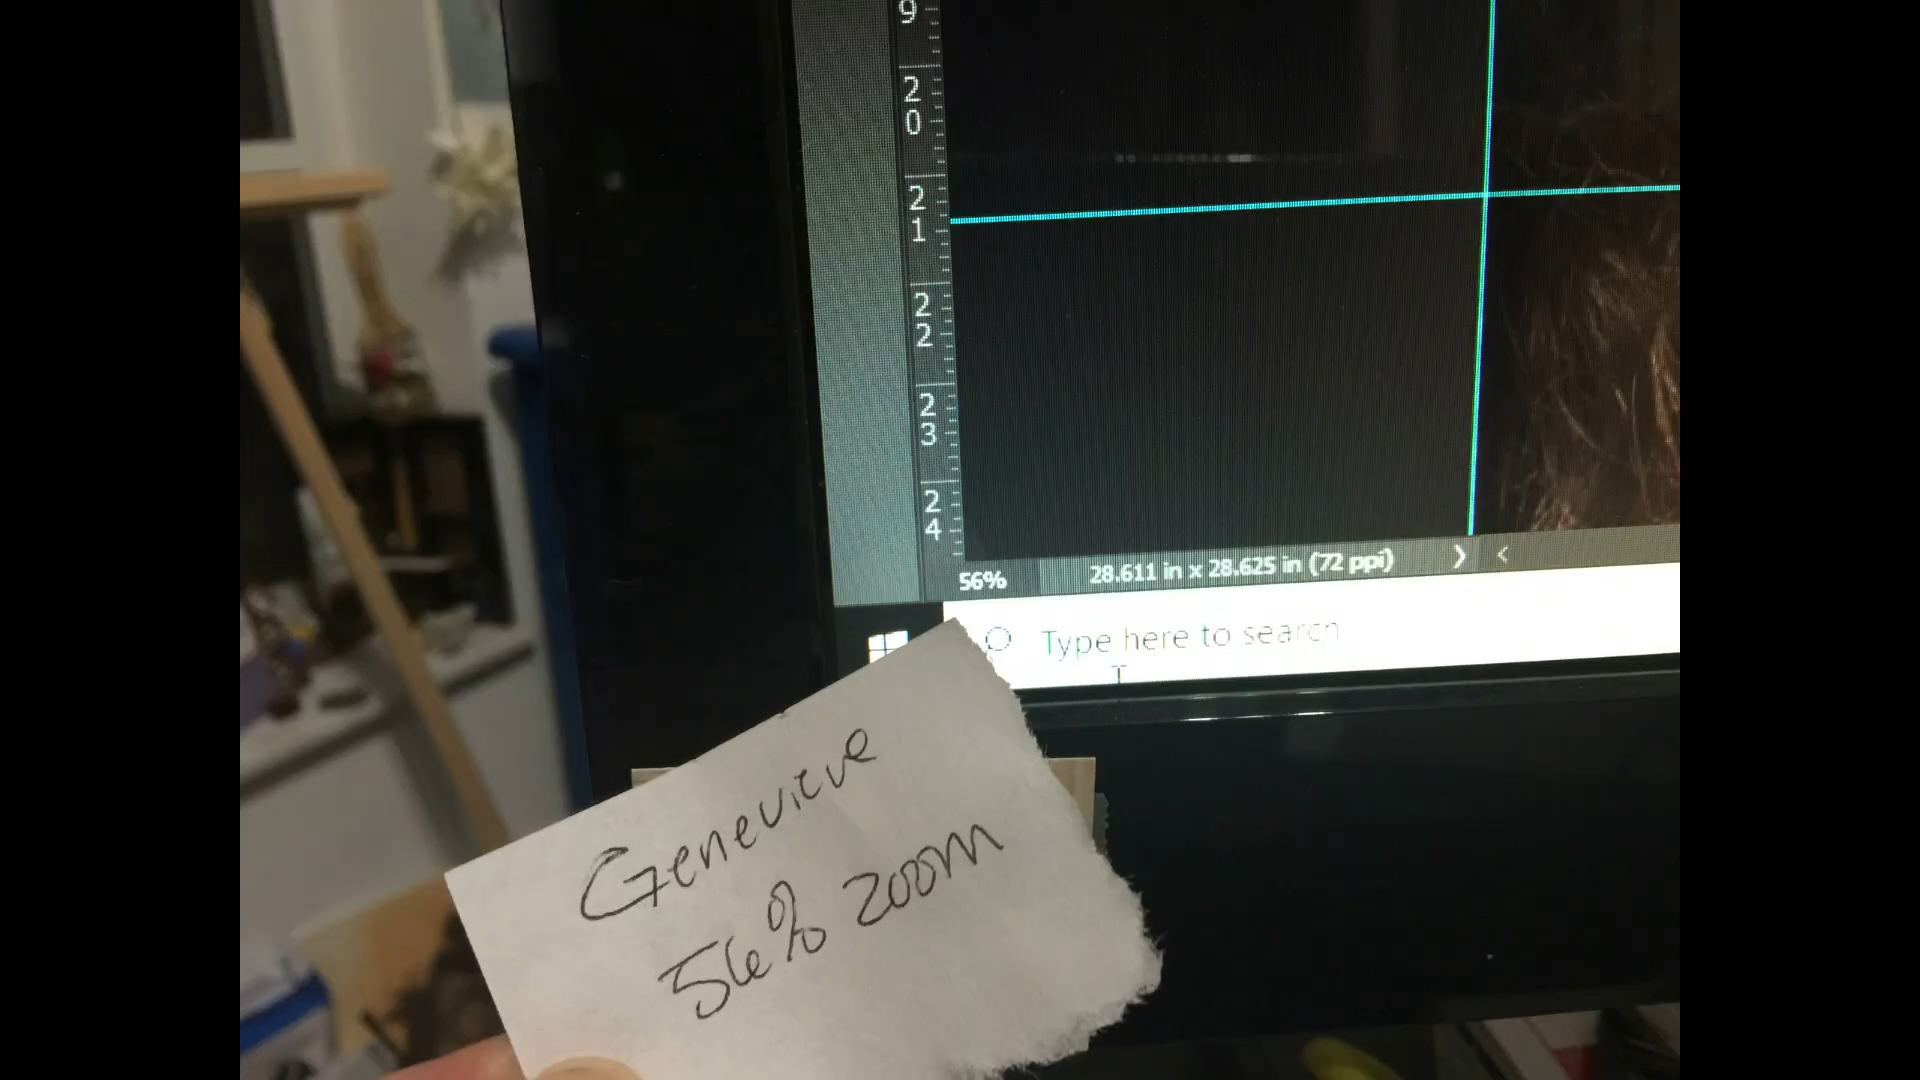 9
20
21
22
23
24
56% 28.611 in x 28.625 in (72 ppi)
Type here to search
Genevieve
56% zoom